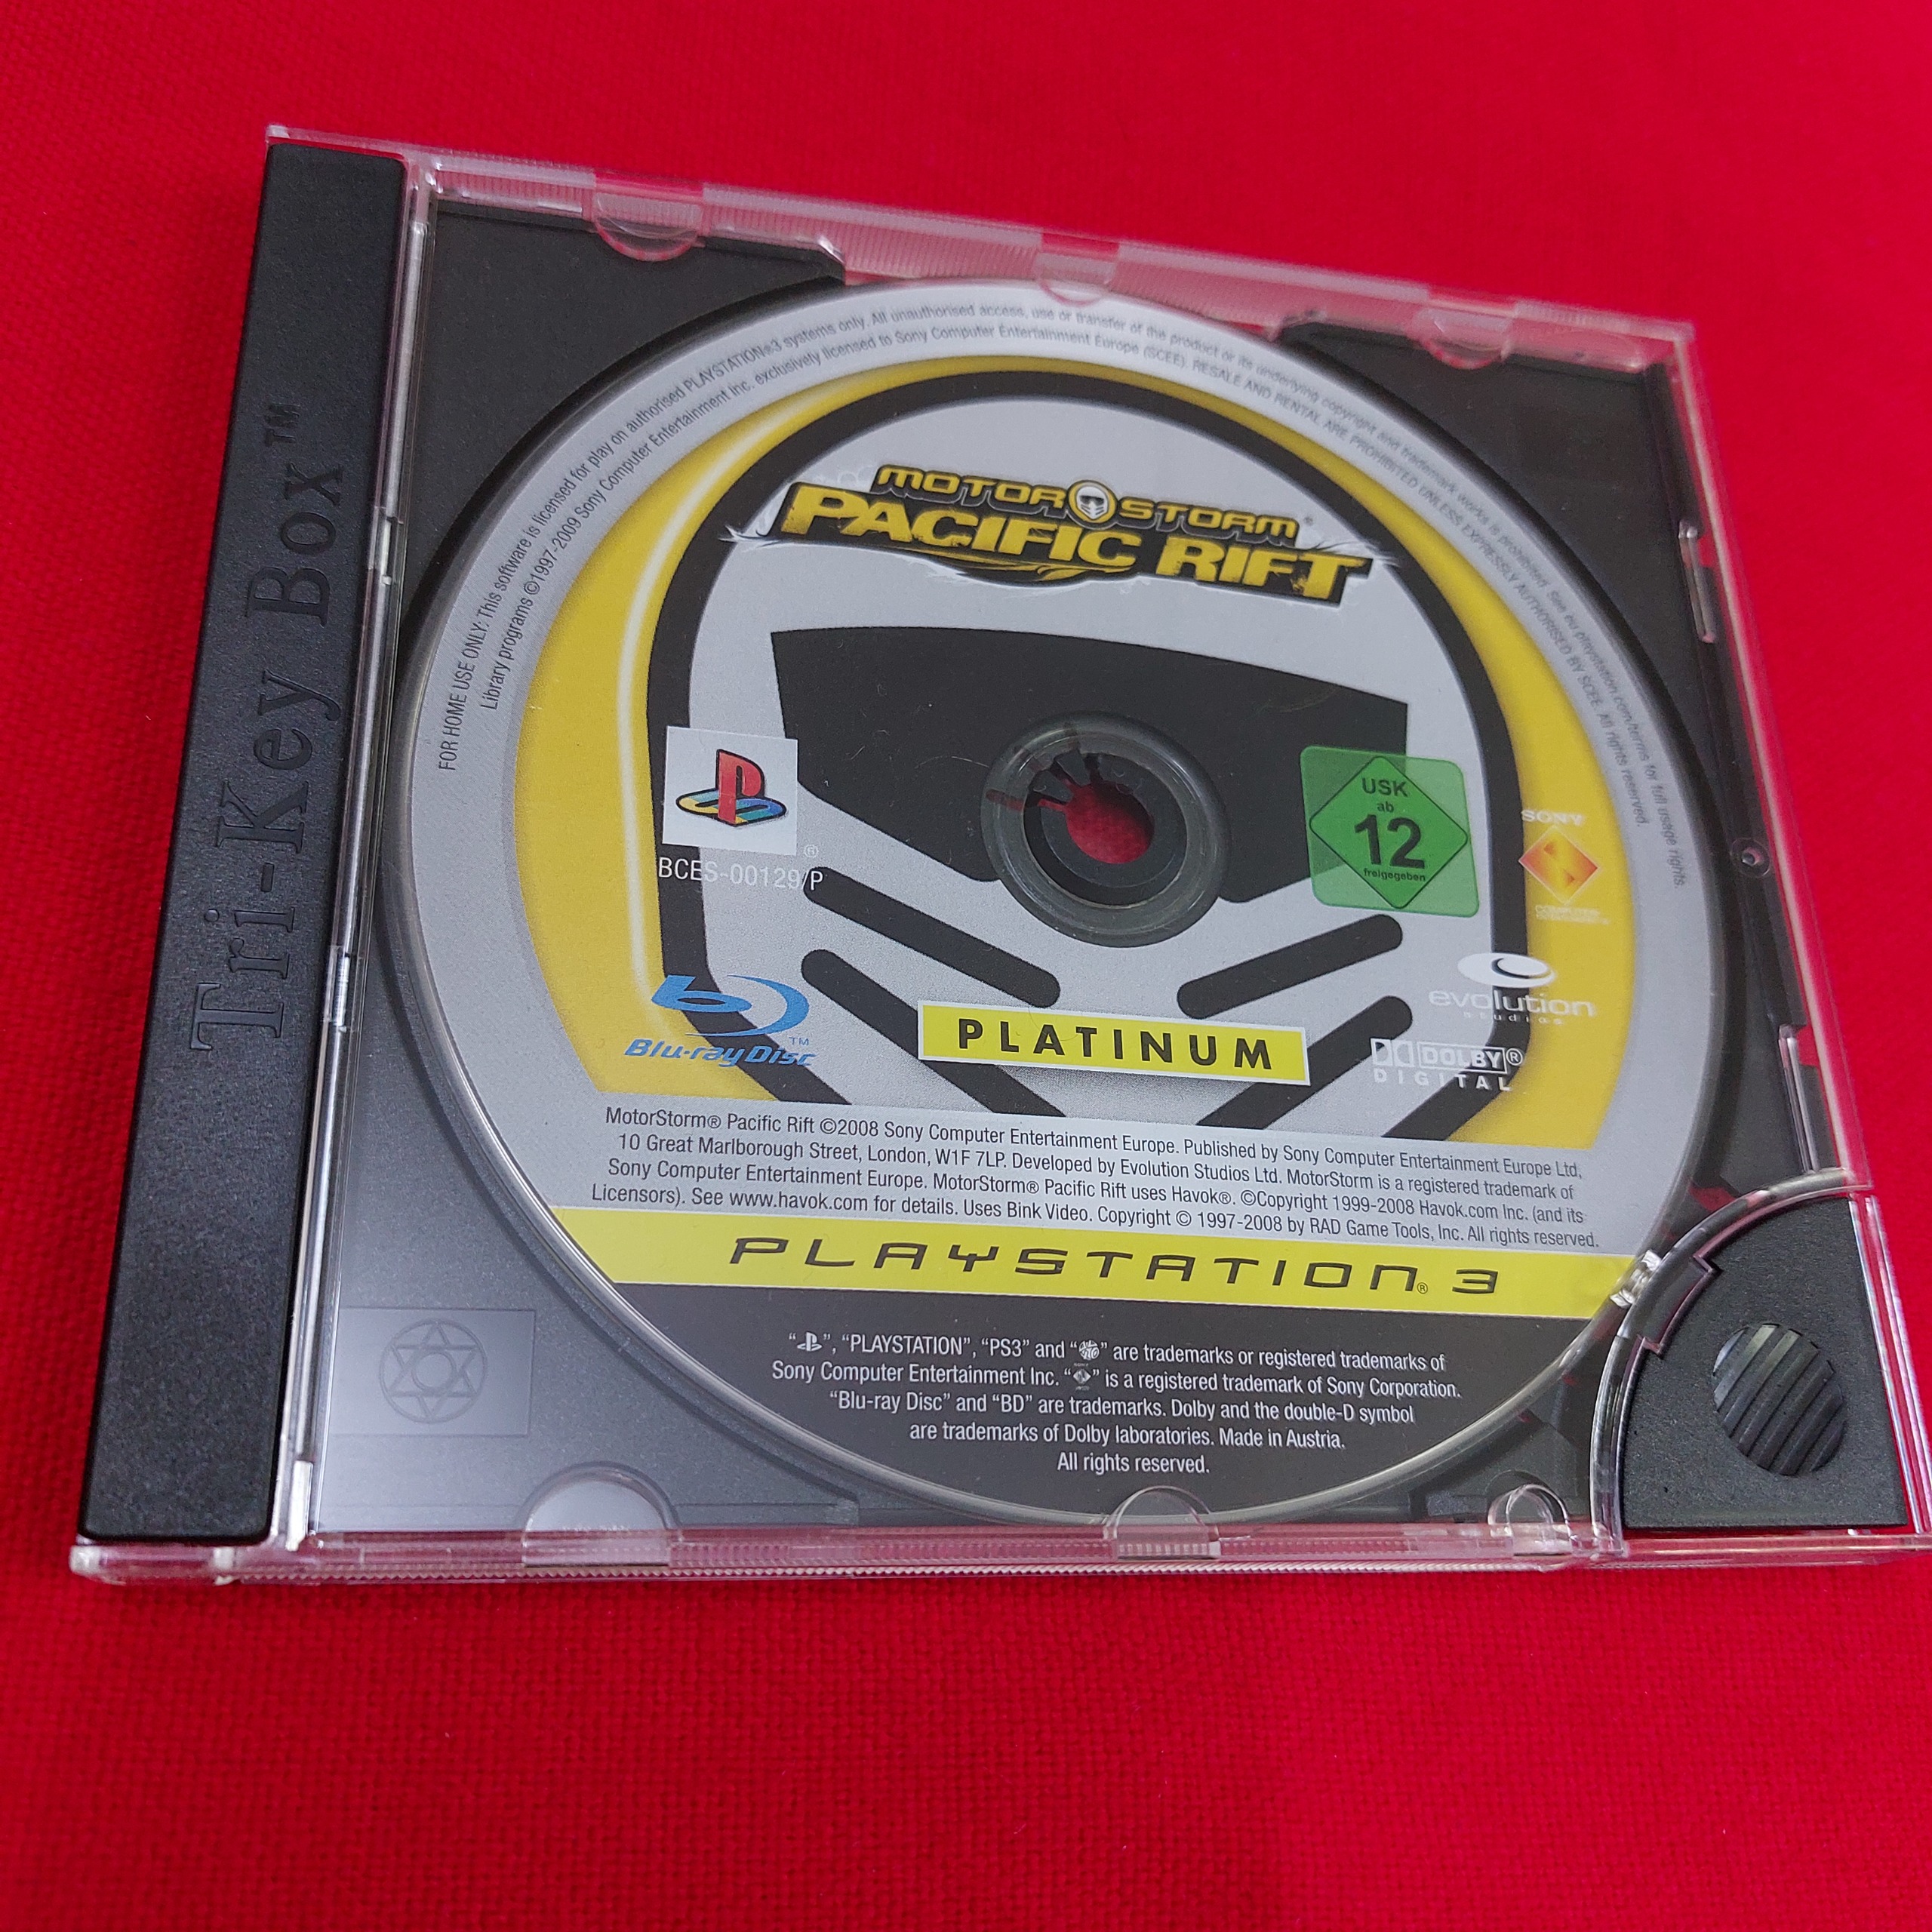 Tri-Key Box™
FOR HOME USE ONLY: This software is licensed for play on authorised PLAYSTATION®3 systems only. All unauthorised access, use or transfer of the product or its underlying copyright and trademark works is prohibited. See eu.playstation.com/terms for full usage rights.
Library programs ©1997-2009 Sony Computer Entertainment Inc. exclusively licensed to Sony Computer Entertainment Europe (SCEE). RESALE AND RENTAL ARE PROHIBITED UNLESS EXPRESSLY AUTHORISED BY SCEE. All rights reserved.
MOTORSTORM®
PACIFIC RIFT
®
BCES-00129/P
USK
ab
12
freigegeben
SONY
COMPUTER
ENTERTAINMENT®
Blu-ray Disc™
PLATINUM
evolution
studios
DOLBY®
DIGITAL
MotorStorm® Pacific Rift ©2008 Sony Computer Entertainment Europe. Published by Sony Computer Entertainment Europe Ltd,
10 Great Marlborough Street, London, W1F 7LP. Developed by Evolution Studios Ltd. MotorStorm is a registered trademark of
Sony Computer Entertainment Europe. MotorStorm® Pacific Rift uses Havok®. ©Copyright 1999-2008 Havok.com Inc. (and its
Licensors). See www.havok.com for details. Uses Bink Video. Copyright © 1997-2008 by RAD Game Tools, Inc. All rights reserved.
PLAYSTATION®3
“ ”, “PLAYSTATION”, “PS3” and “ ” are trademarks or registered trademarks of
Sony Computer Entertainment Inc. “ ” is a registered trademark of Sony Corporation.
“Blu-ray Disc” and “BD” are trademarks. Dolby and the double-D symbol
are trademarks of Dolby laboratories. Made in Austria.
All rights reserved.